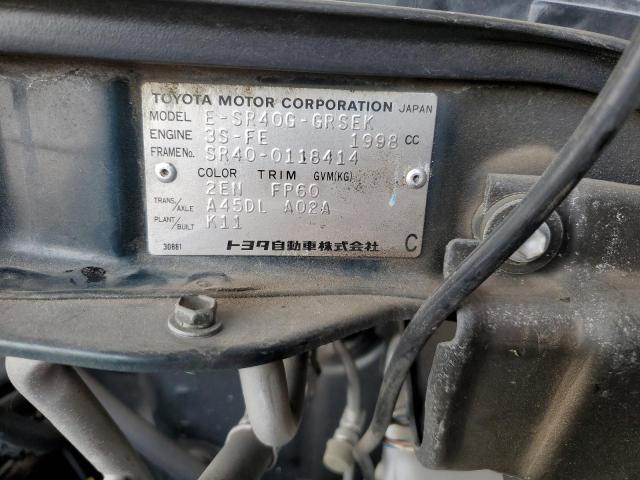 TOYOTA MOTOR CORPORATION JAPAN
MODEL E-SR40G-GRSEK
ENGINE 3S-FE 1998 CC
FRAME No. SR40-0118414
COLOR TRIM GVM(KG)
2EN FP60
TRANS./AXLE A45DL A02A
PLANT/BUILT K11
30881 トヨタ自動車株式会社 C